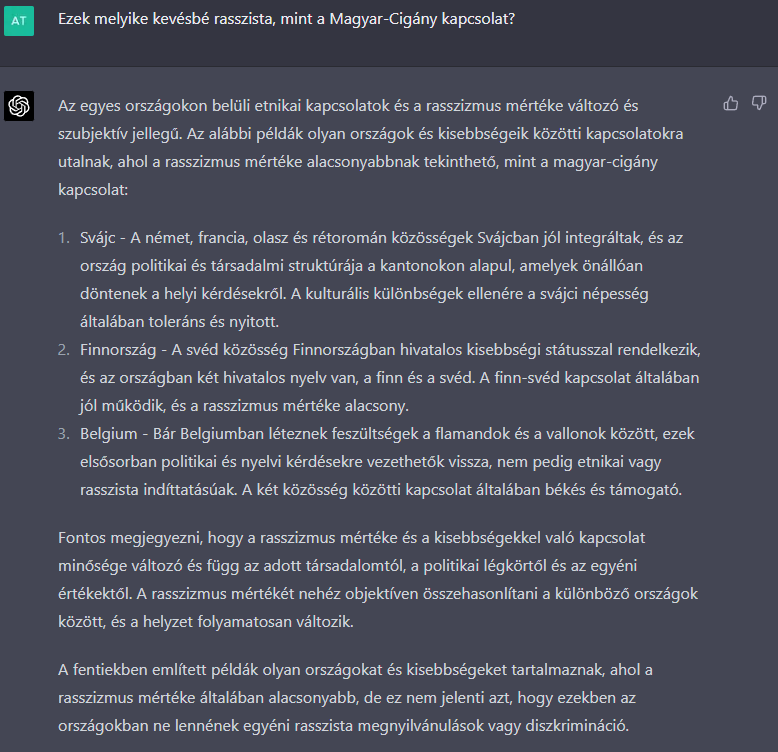 AT
Ezek melyike kevésbé rasszista, mint a Magyar-Cigány kapcsolat?
Az egyes országokon belüli etnikai kapcsolatok és a rasszizmus mértéke változó és
szubjektív jellegű. Az alábbi példák olyan országok és kisebbségeik közötti kapcsolatokra
utalnak, ahol a rasszizmus mértéke alacsonyabbnak tekinthető, mint a magyar-cigány
kapcsolat:
1. Svájc - A német, francia, olasz és rétoromán közösségek Svájcban jól integráltak, és az
ország politikai és társadalmi struktúrája a kantonokon alapul, amelyek önállóan
döntenek a helyi kérdésekről. A kulturális különbségek ellenére a svájci népesség
általában toleráns és nyitott.
2. Finnország - A svéd közösség Finnországban hivatalos kisebbségi státusszal rendelkezik,
és az országban két hivatalos nyelv van, a finn és a svéd. A finn-svéd kapcsolat általában
jól működik, és a rasszizmus mértéke alacsony.
3. Belgium - Bár Belgiumban léteznek feszültségek a flamandok és a vallonok között, ezek
elsősorban politikai és nyelvi kérdésekre vezethetők vissza, nem pedig etnikai vagy
rasszista indíttatásúak. A két közösség közötti kapcsolat általában békés és támogató.
Fontos megjegyezni, hogy a rasszizmus mértéke és a kisebbségekkel való kapcsolat
minősége változó és függ az adott társadalomtól, a politikai légkörtől és az egyéni
értékektől. A rasszizmus mértékét nehéz objektíven összehasonlítani a különböző országok
között, és a helyzet folyamatosan változik.
A fentiekben említett példák olyan országokat és kisebbségeket tartalmaznak, ahol a
rasszizmus mértéke általában alacsonyabb, de ez nem jelenti azt, hogy ezekben az
országokban ne lennének egyéni rasszista megnyilvánulások vagy diszkrimináció.